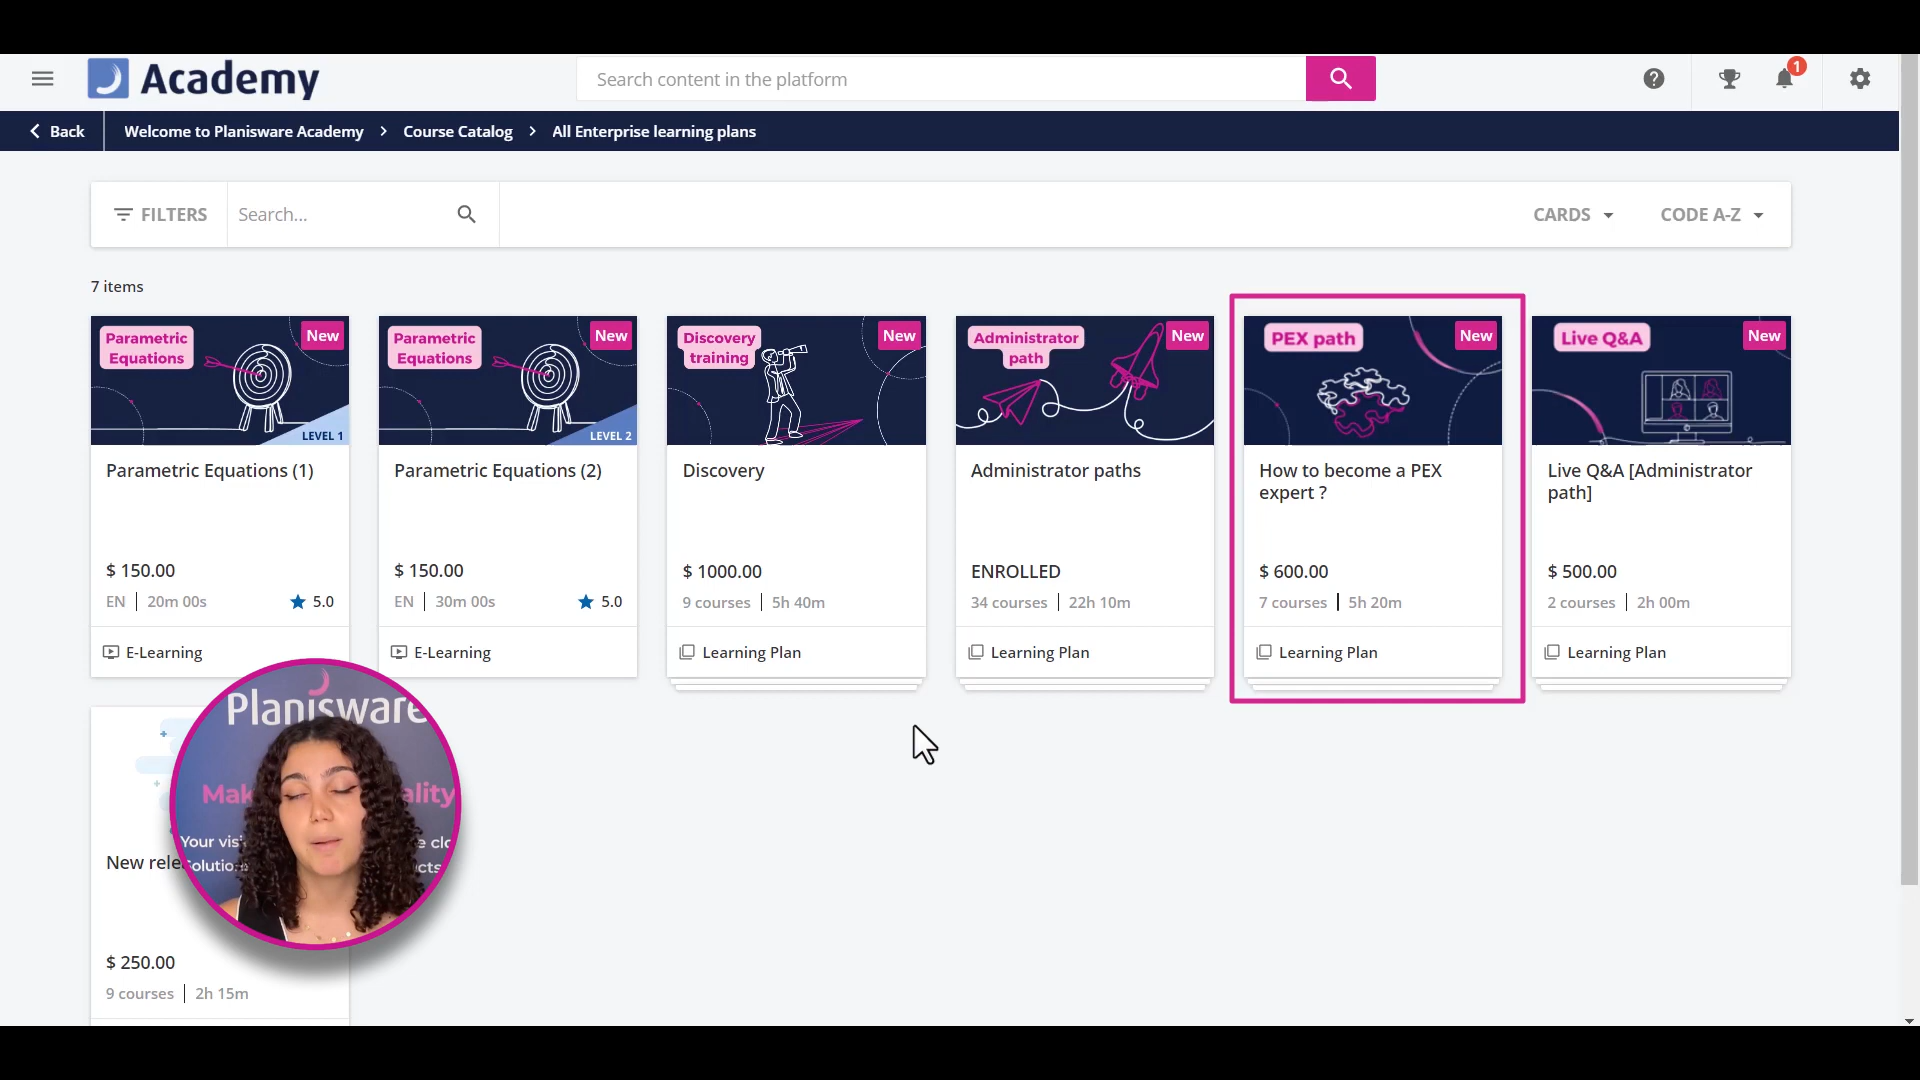 Academy
Search content in the platform
1
Back
Welcome to Planisware Academy
Course Catalog
All Enterprise learning plans
FILTERS
Search...
CARDS
CODE A-Z
7 items
Parametric
Equations
New
LEVEL 1
Parametric Equations (1)
$ 150.00
EN
20m 00s
5.0
E-Learning
Parametric
Equations
New
LEVEL 2
Parametric Equations (2)
$ 150.00
EN
30m 00s
5.0
E-Learning
Discovery
training
New
Discovery
$ 1000.00
9 courses
5h 40m
Learning Plan
Administrator
path
New
Administrator paths
ENROLLED
34 courses
22h 10m
Learning Plan
PEX path
New
How to become a PEX
expert ?
$ 600.00
7 courses
5h 20m
Learning Plan
Live Q&A
New
Live Q&A [Administrator
path]
$ 500.00
2 courses
2h 00m
Learning Plan
New
$ 250.00
9 courses
2h 15m
Planisware
Your